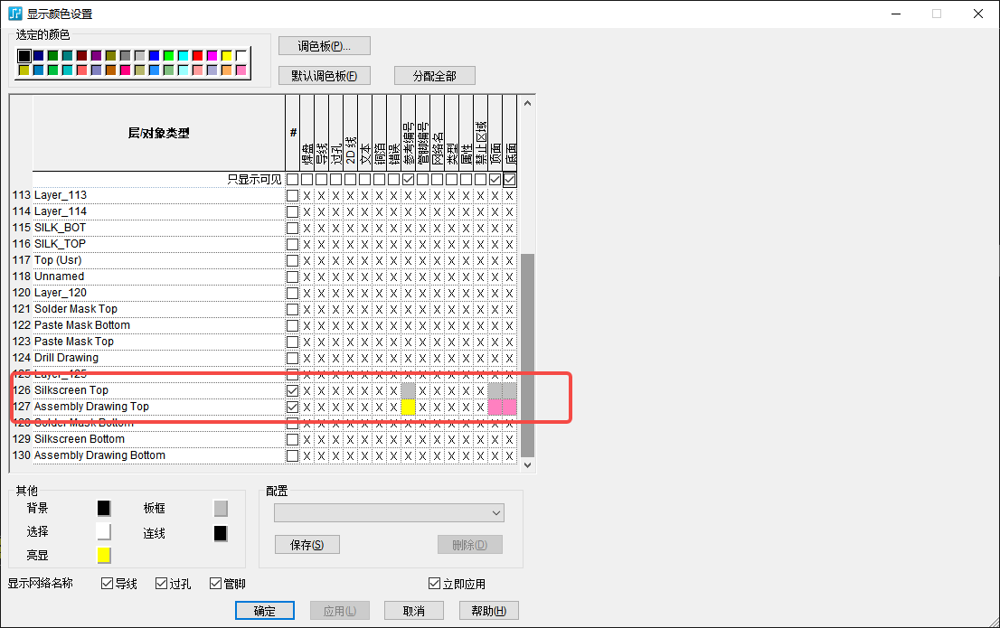 显示颜色设置
选定的颜色
调色板(P)...
默认调色板(F)
分配全部
层/对象类型 # 焊盘 导线 过孔 2D 线 文本 铜箔 错误 参考编号 管脚编号 网络名 类型 属性 禁止区域 顶面 底面
只显示可见
113 Layer_113 X X X X X X X X X X X X X X X
114 Layer_114 X X X X X X X X X X X X X X X
115 SILK_BOT X X X X X X X X X X X X X X X
116 SILK_TOP X X X X X X X X X X X X X X X
117 Top (Usr) X X X X X X X X X X X X X X X
118 Unnamed X X X X X X X X X X X X X X X
120 Layer_120 X X X X X X X X X X X X X X X
121 Solder Mask Top X X X X X X X X X X X X X X X
122 Paste Mask Bottom X X X X X X X X X X X X X X X
123 Paste Mask Top X X X X X X X X X X X X X X X
124 Drill Drawing X X X X X X X X X X X X X X X
125 Layer_125 X X X X X X X X X X X X X X X
126 Silkscreen Top X X X X X X X X X X X X
127 Assembly Drawing Top X X X X X X X X X X X X
128 Solder Mask Bottom X X X X X X X X X X X X X X X
129 Silkscreen Bottom X X X X X X X X X X X X X X X
130 Assembly Drawing Bottom X X X X X X X X X X X X X X X
其他
背景 板框
选择 连线
亮显
配置
保存(S) 删除(D)
显示网络名称 导线 过孔 管脚 立即应用
确定 应用(L) 取消 帮助(H)